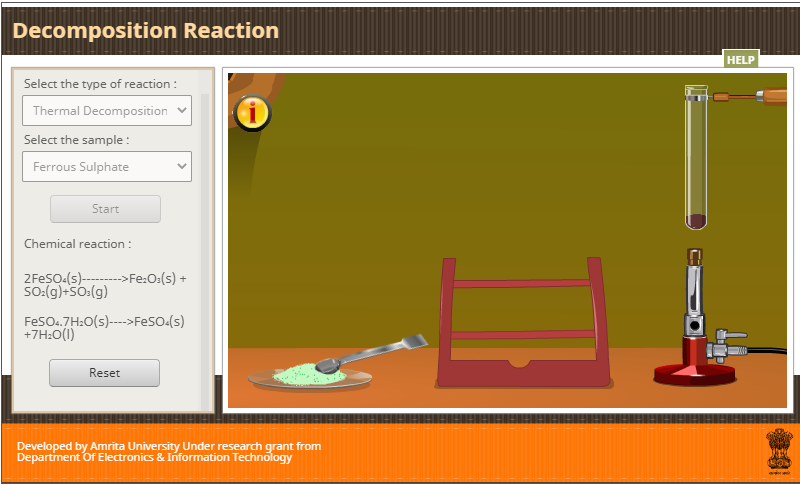 Decomposition Reaction
HELP
Select the type of reaction :
Thermal Decomposition
Select the sample :
Ferrous Sulphate
Start
Chemical reaction :
2FeSO₄(s)--------->Fe₂O₃(s) +
SO₂(g)+SO₃(g)
FeSO₄.7H₂O(s)---->FeSO₄(s)
+7H₂O(l)
Reset
i
Developed by Amrita University Under research grant from
Department Of Electronics & Information Technology